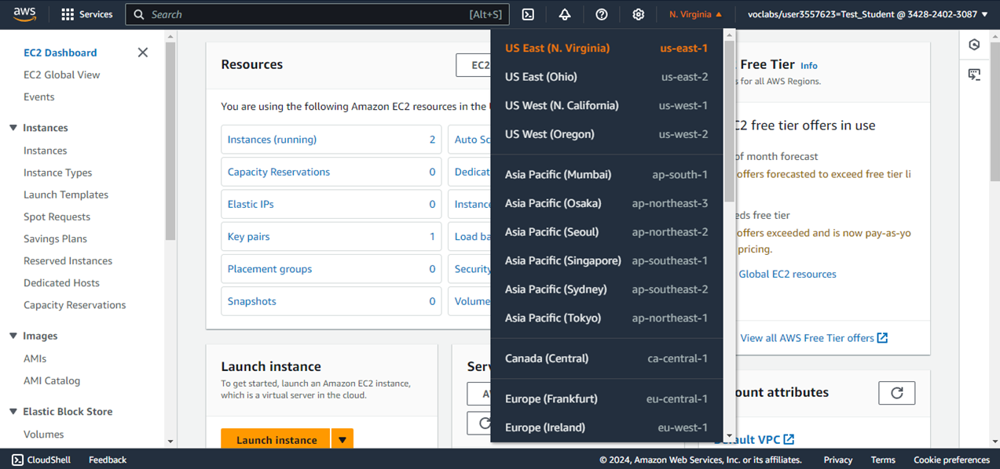 aws
Services
Search
[Alt+S]
N. Virginia
voclabs/user3557623=Test_Student @ 3428-2402-3087
EC2 Dashboard
EC2 Global View
Events
Instances
Instances
Instance Types
Launch Templates
Spot Requests
Savings Plans
Reserved Instances
Dedicated Hosts
Capacity Reservations
Images
AMIs
AMI Catalog
Elastic Block Store
Volumes
Resources
EC2
You are using the following Amazon EC2 resources in the
Instances (running) 2
Capacity Reservations 0
Elastic IPs 0
Key pairs 1
Placement groups 0
Snapshots 0
Auto Sc
Dedicat
Instance
Load ba
Security
Volume
Launch instance
To get started, launch an Amazon EC2 instance,
which is a virtual server in the cloud.
Launch instance
Serv
US East (N. Virginia) us-east-1
US East (Ohio) us-east-2
US West (N. California) us-west-1
US West (Oregon) us-west-2
Asia Pacific (Mumbai) ap-south-1
Asia Pacific (Osaka) ap-northeast-3
Asia Pacific (Seoul) ap-northeast-2
Asia Pacific (Singapore) ap-southeast-1
Asia Pacific (Sydney) ap-southeast-2
Asia Pacific (Tokyo) ap-northeast-1
Canada (Central) ca-central-1
Europe (Frankfurt) eu-central-1
Europe (Ireland) eu-west-1
Free Tier Info
s for all AWS Regions.
C2 free tier offers in use
of month forecast
offers forecasted to exceed free tier li
eds free tier
offers exceeded and is now pay-as-yo
pricing.
Global EC2 resources
View all AWS Free Tier offers
ount attributes
ault VPC
CloudShell
Feedback
© 2024, Amazon Web Services, Inc. or its affiliates.
Privacy
Terms
Cookie preferences